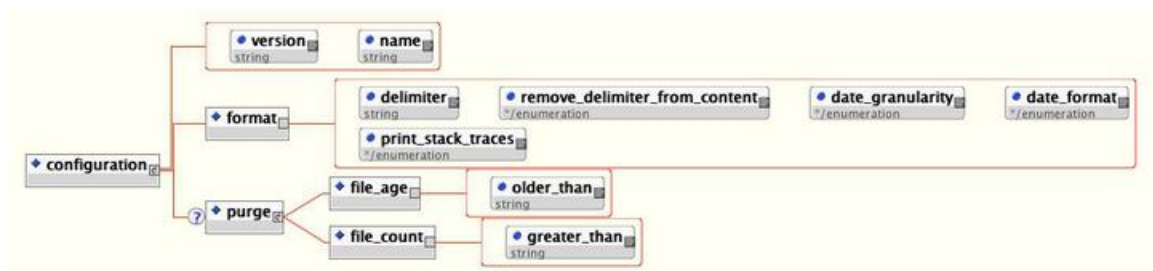 version name
string string
delimiter remove_delimiter_from_content date_granularity date_format
string */enumeration */enumeration */enumeration
format
print_stack_traces
*/enumeration
configuration
file_age older_than
string
? purge
file_count greater_than
string